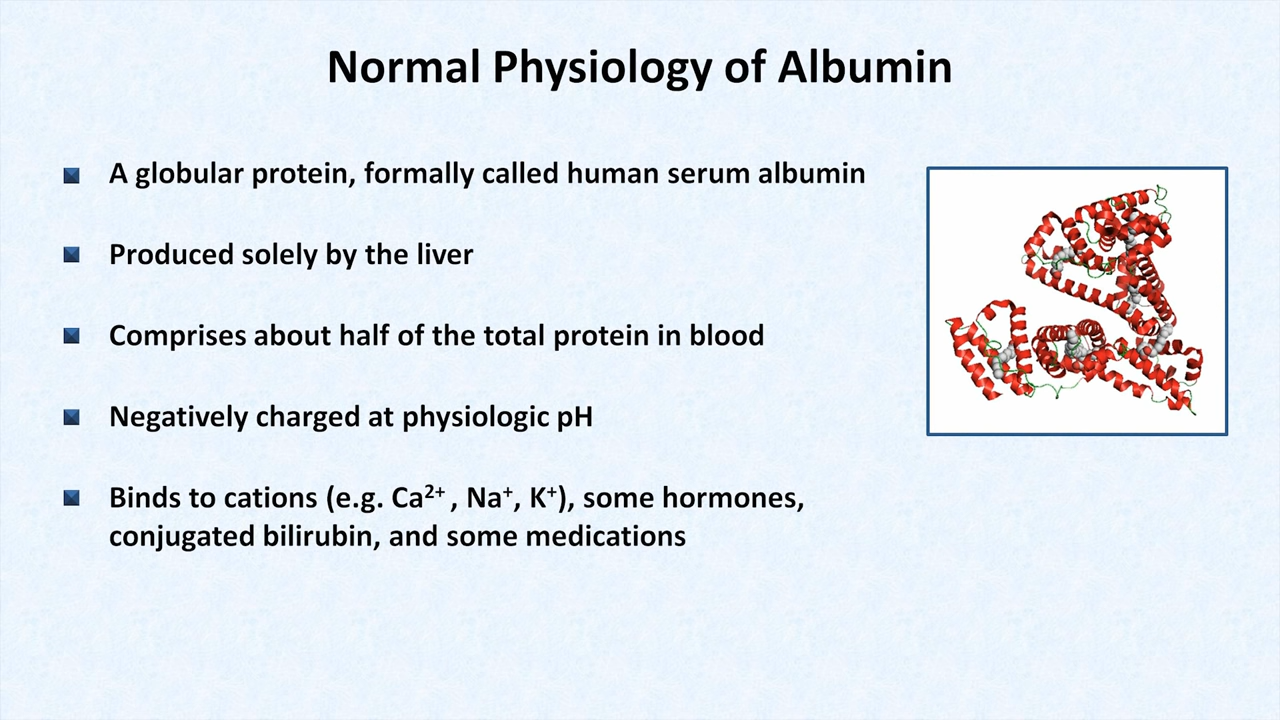 Normal Physiology of Albumin
A globular protein, formally called human serum albumin
Produced solely by the liver
Comprises about half of the total protein in blood
Negatively charged at physiologic pH
Binds to cations (e.g. Ca²⁺ , Na⁺, K⁺), some hormones,
conjugated bilirubin, and some medications